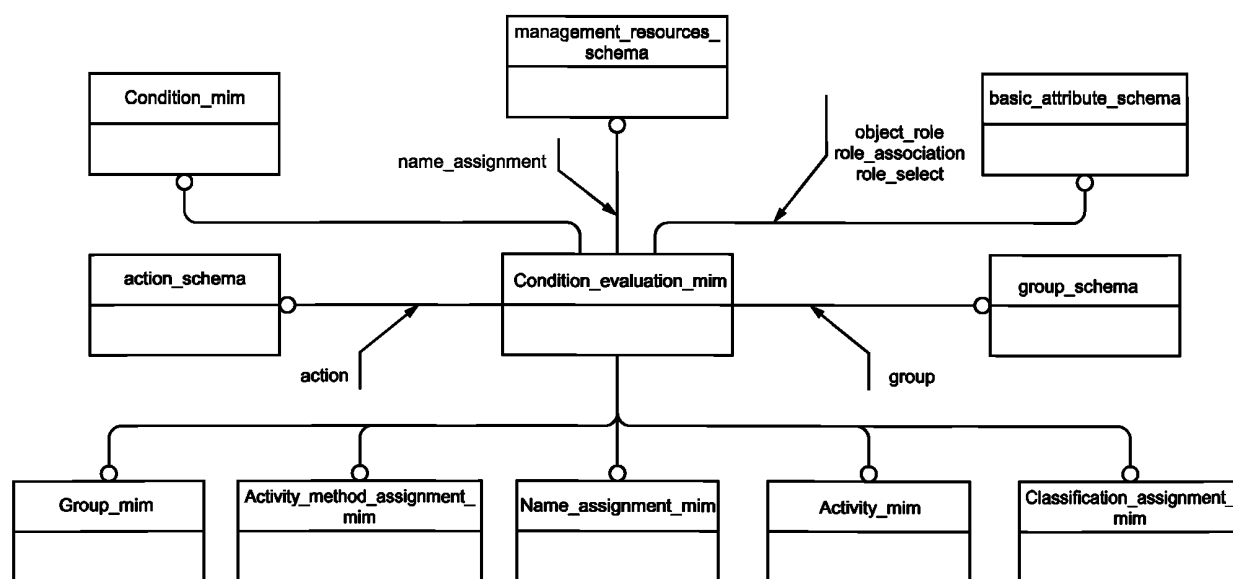 management_resources_
schema
Condition_mim
basic_attribute_schema
object_role
role_association
role_select
name_assignment
action_schema
Condition_evaluation_mim
group_schema
action
group
Group_mim
Activity_method_assignment_
mim
Name_assignment_mim
Activity_mim
Classification_assignment_
mim